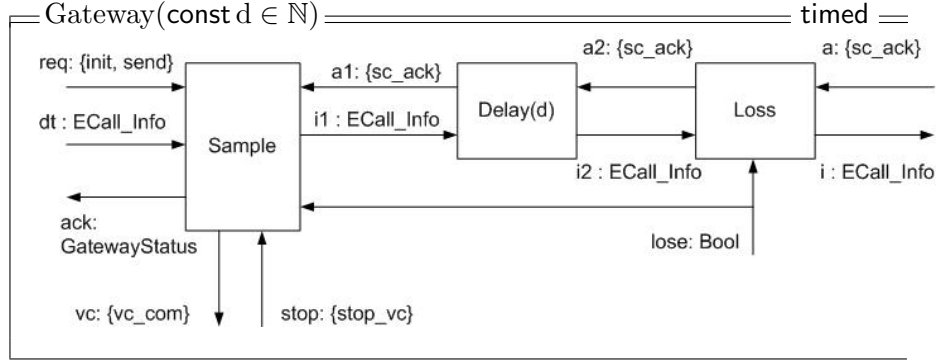 Gateway(const d ∈ ℕ) timed
req: {init, send}
dt : ECall_Info
Sample
ack:
GatewayStatus
vc: {vc_com}
stop: {stop_vc}
a1: {sc_ack}
i1 : ECall_Info
Delay(d)
a2: {sc_ack}
i2 : ECall_Info
Loss
a: {sc_ack}
i : ECall_Info
lose: Bool